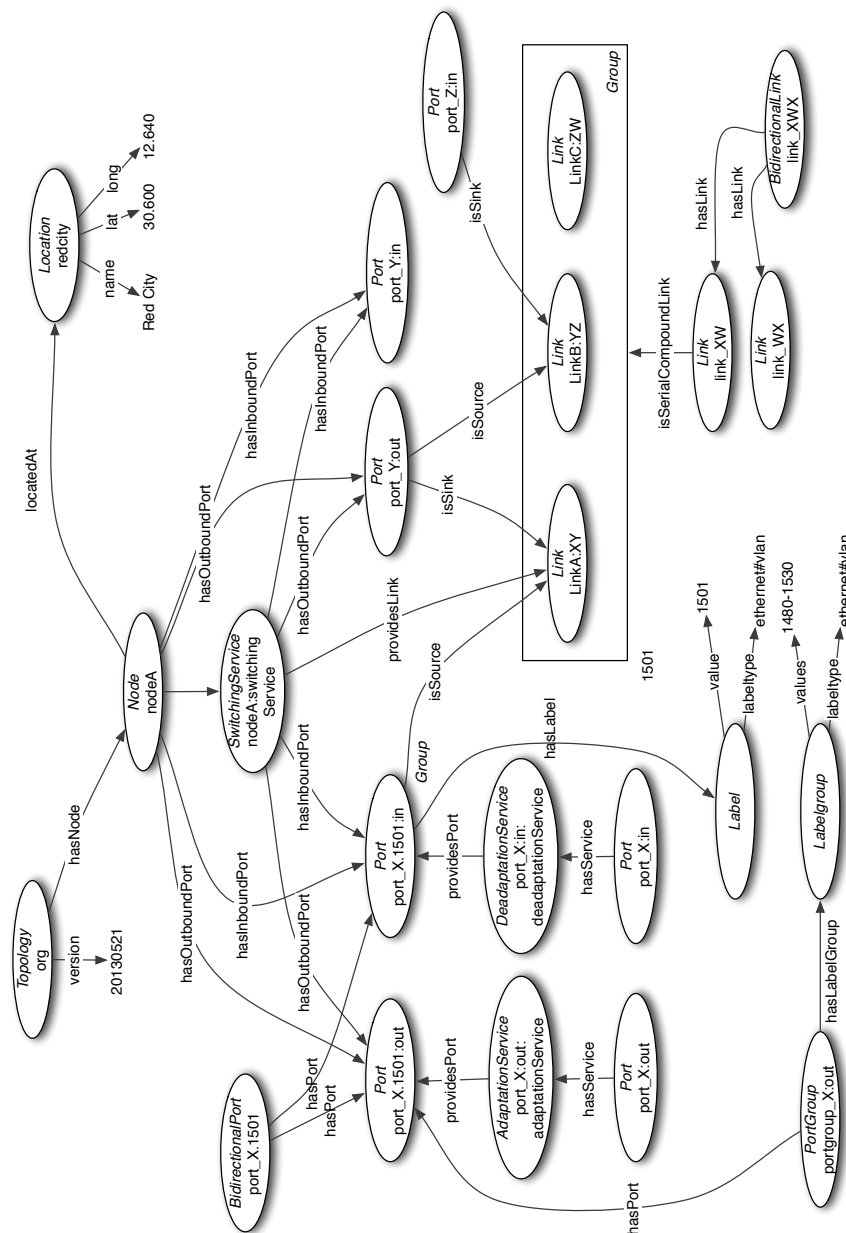 Topology
org
version
20130521
hasNode
Node
nodeA
locatedAt
Location
redcity
name
lat
long
Red City
30.600
12.640
BidirectionalPort
port_X.1501
hasPort
hasPort
hasOutboundPort
hasInboundPort
hasOutboundPort
hasInboundPort
SwitchingService
nodeA:switching
Service
hasOutboundPort
hasInboundPort
hasOutboundPort
hasInboundPort
providesLink
Port
port_X.1501:out
Port
port_X.1501:in
Port
port_Y:out
Port
port_Y:in
Port
port_Z:in
Group
isSource
isSink
isSource
isSink
providesPort
providesPort
hasLabel
AdaptationService
port_X:out:
adaptationService
DeadaptationService
port_X:in:
deadaptationService
hasService
hasService
Port
port_X:out
Port
port_X:in
Link
LinkA:XY
Link
LinkB:YZ
Link
LinkC:ZW
Group
1501
isSerialCompoundLink
hasLink
hasLink
Link
link_XW
Link
link_WX
BidirectionalLink
link_XWX
Label
value
1501
labeltype
ethernet#vlan
hasPort
PortGroup
portgroup_X:out
hasLabelGroup
Labelgroup
values
1480-1530
labeltype
ethernet#vlan